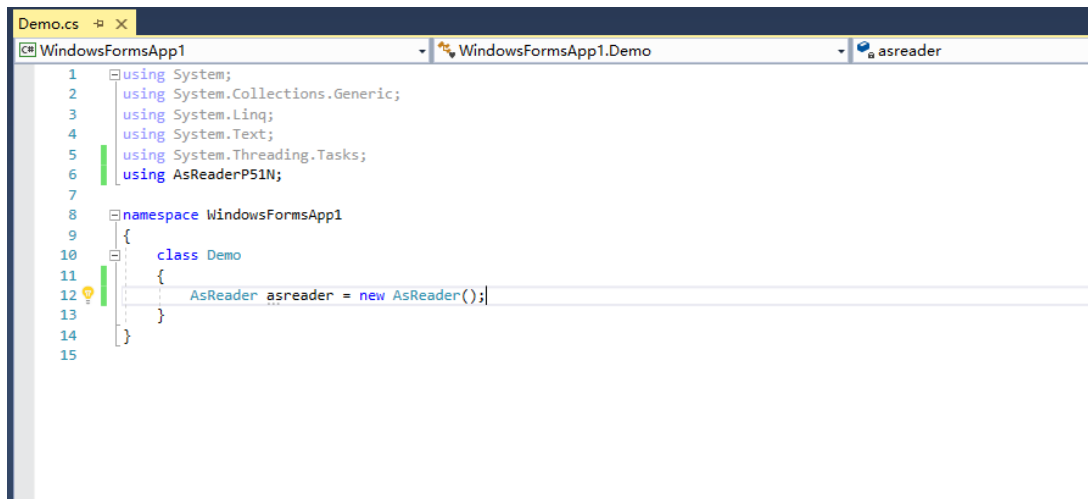 Demo.cs
WindowsFormsApp1 WindowsFormsApp1.Demo asreader
1 using System;
2 using System.Collections.Generic;
3 using System.Linq;
4 using System.Text;
5 using System.Threading.Tasks;
6 using AsReaderP51N;
7
8 namespace WindowsFormsApp1
9 {
10 class Demo
11 {
12 AsReader asreader = new AsReader();
13 }
14 }
15